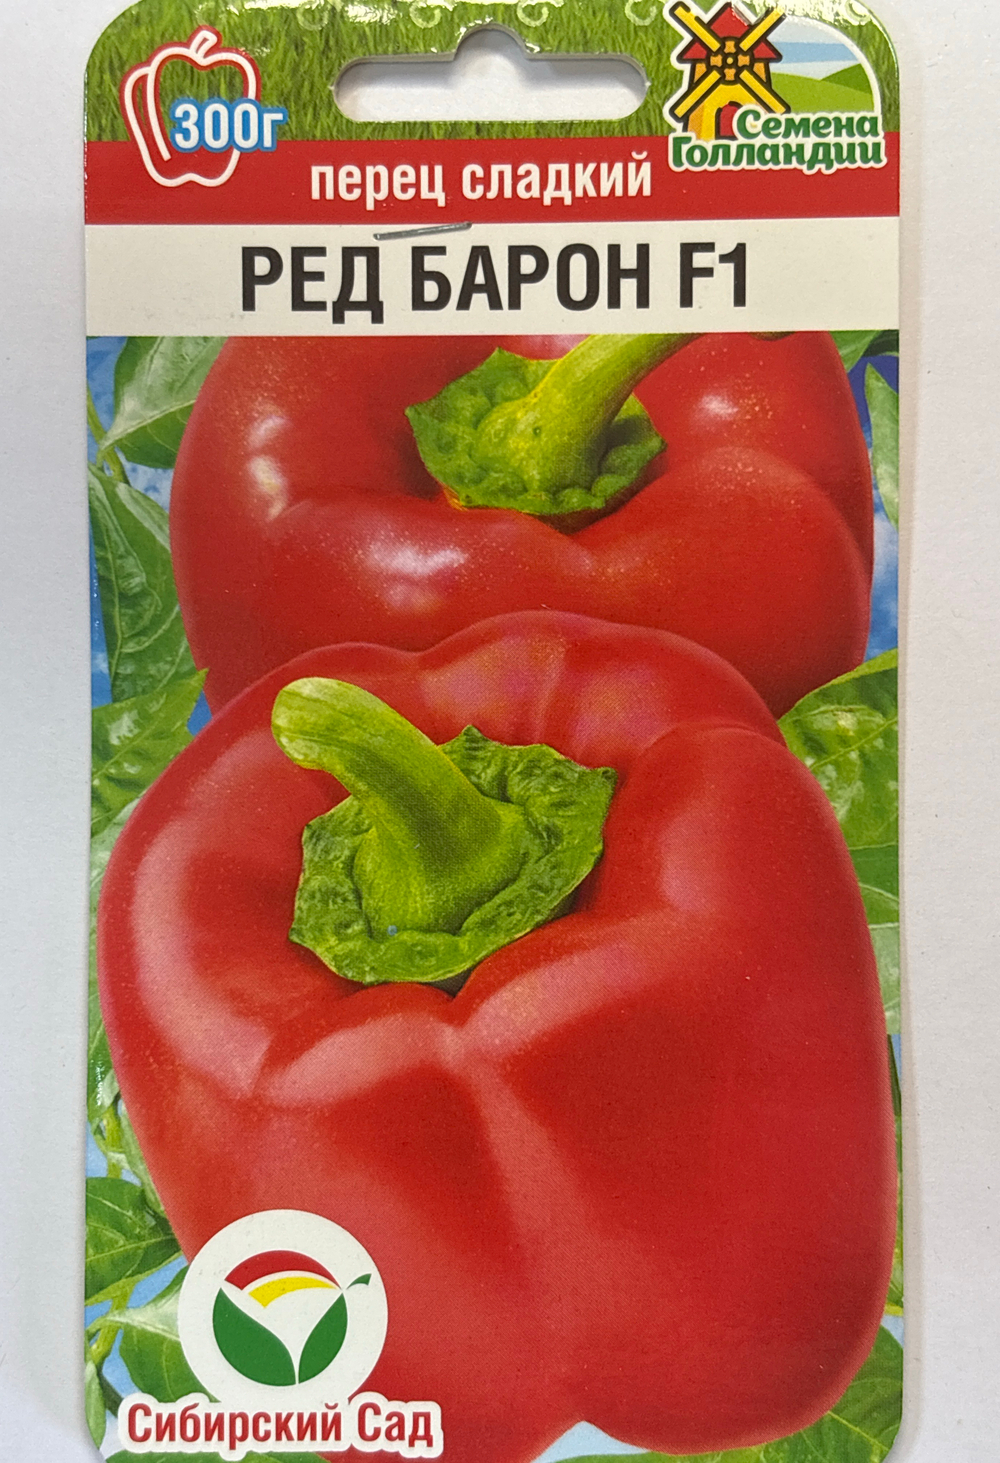 300г
Семена
Голландии
перец сладкий
РЕД БАРОН F1
Сибирский Сад